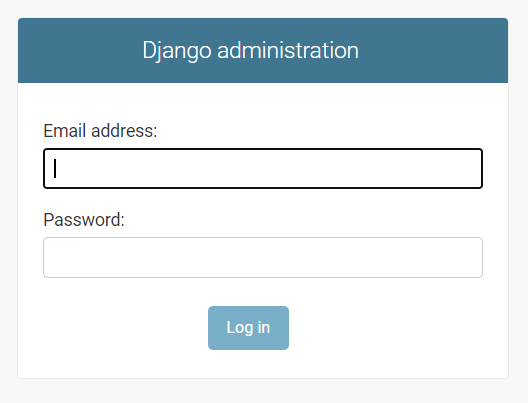 Django administration
Email address:
Password:
Log in